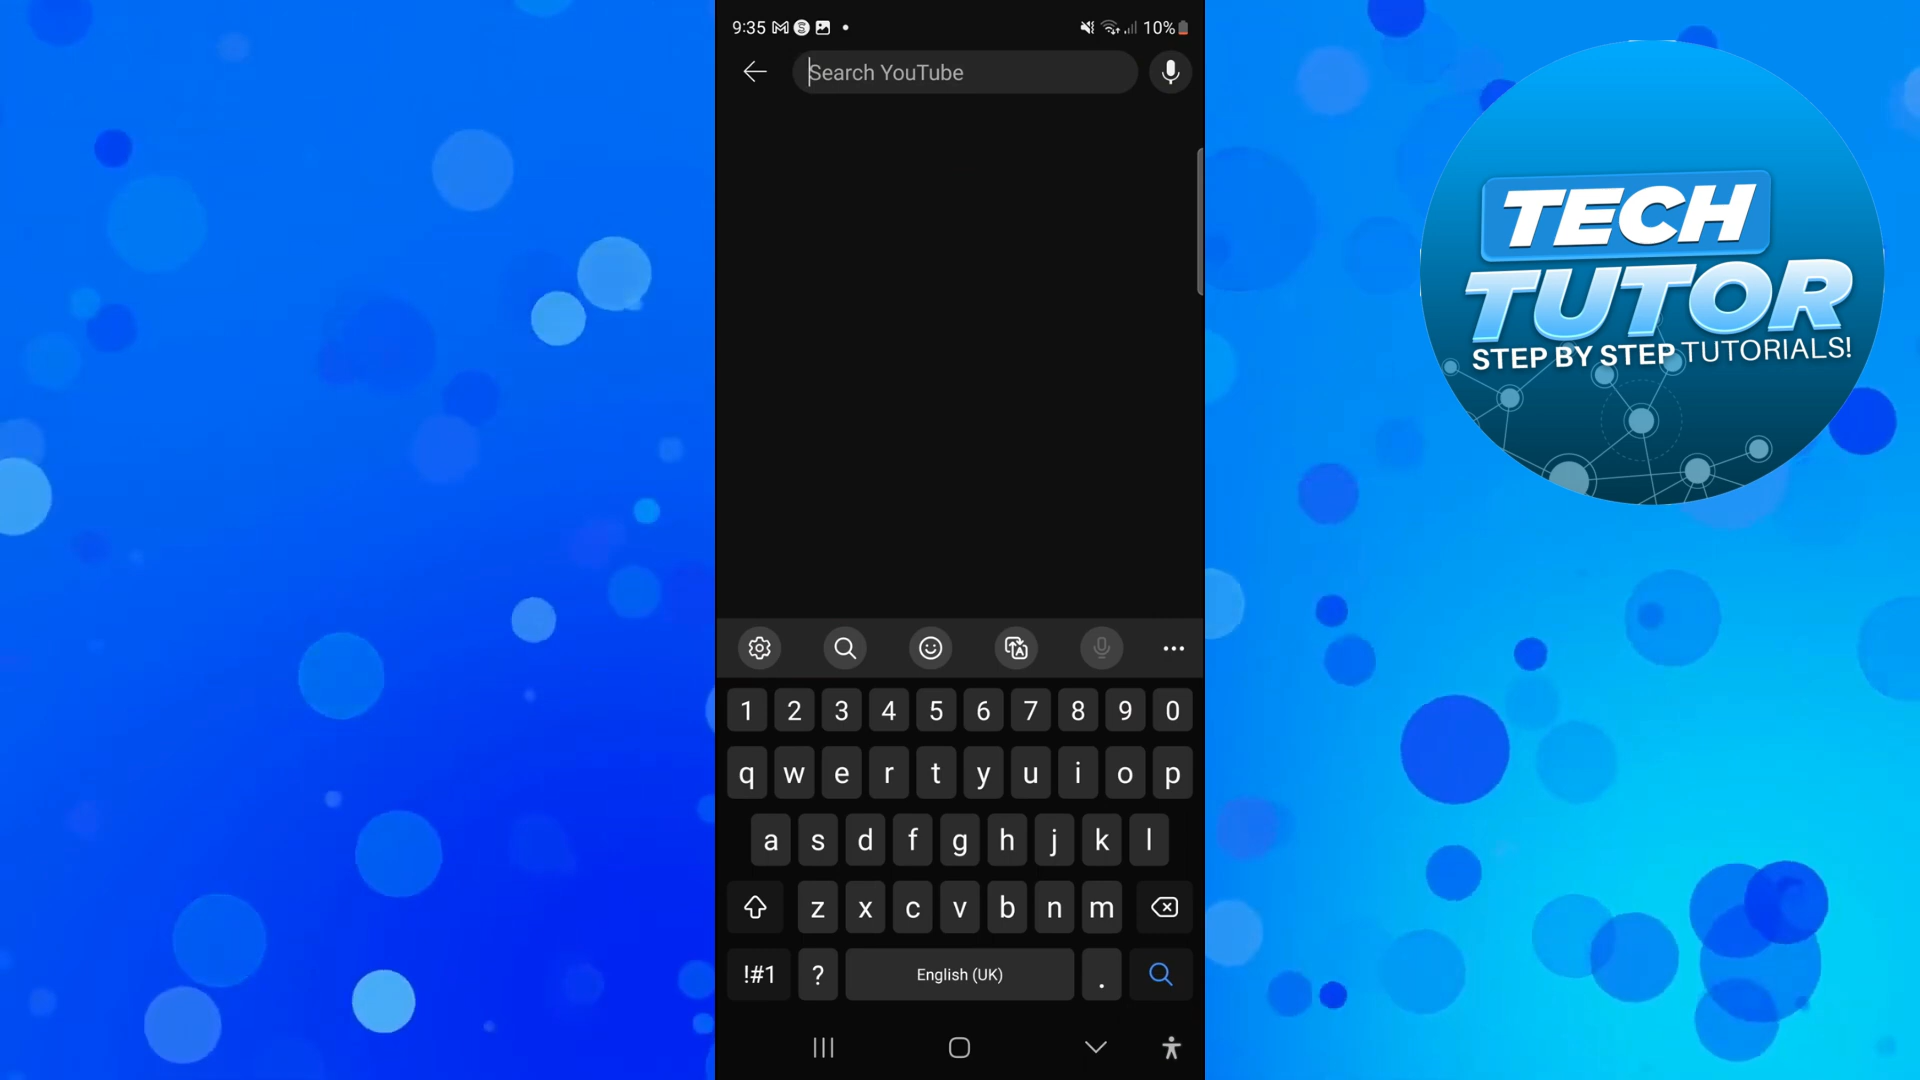 9:35
10%
Search YouTube
TECH
TUTOR
STEP BY STEP TUTORIALS!
1 2 3 4 5 6 7 8 9 0
q w e r t y u i o p
a s d f g h j k l
z x c v b n m
!#1 ? English (UK) .